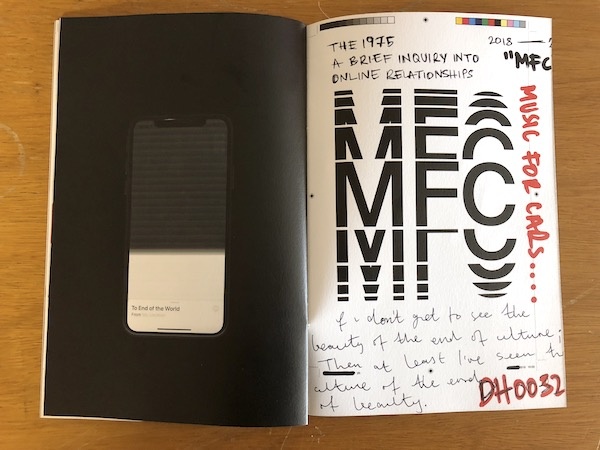 To End of the World
THE 1975
A BRIEF INQUIRY INTO
ONLINE RELATIONSHIPS
2018
"MFC
MFC
MUSIC FOR CARS.....
if i don't get to see the
beauty of the end of culture;
Then at least I've seen th
culture of the end
of beauty.
DH0032